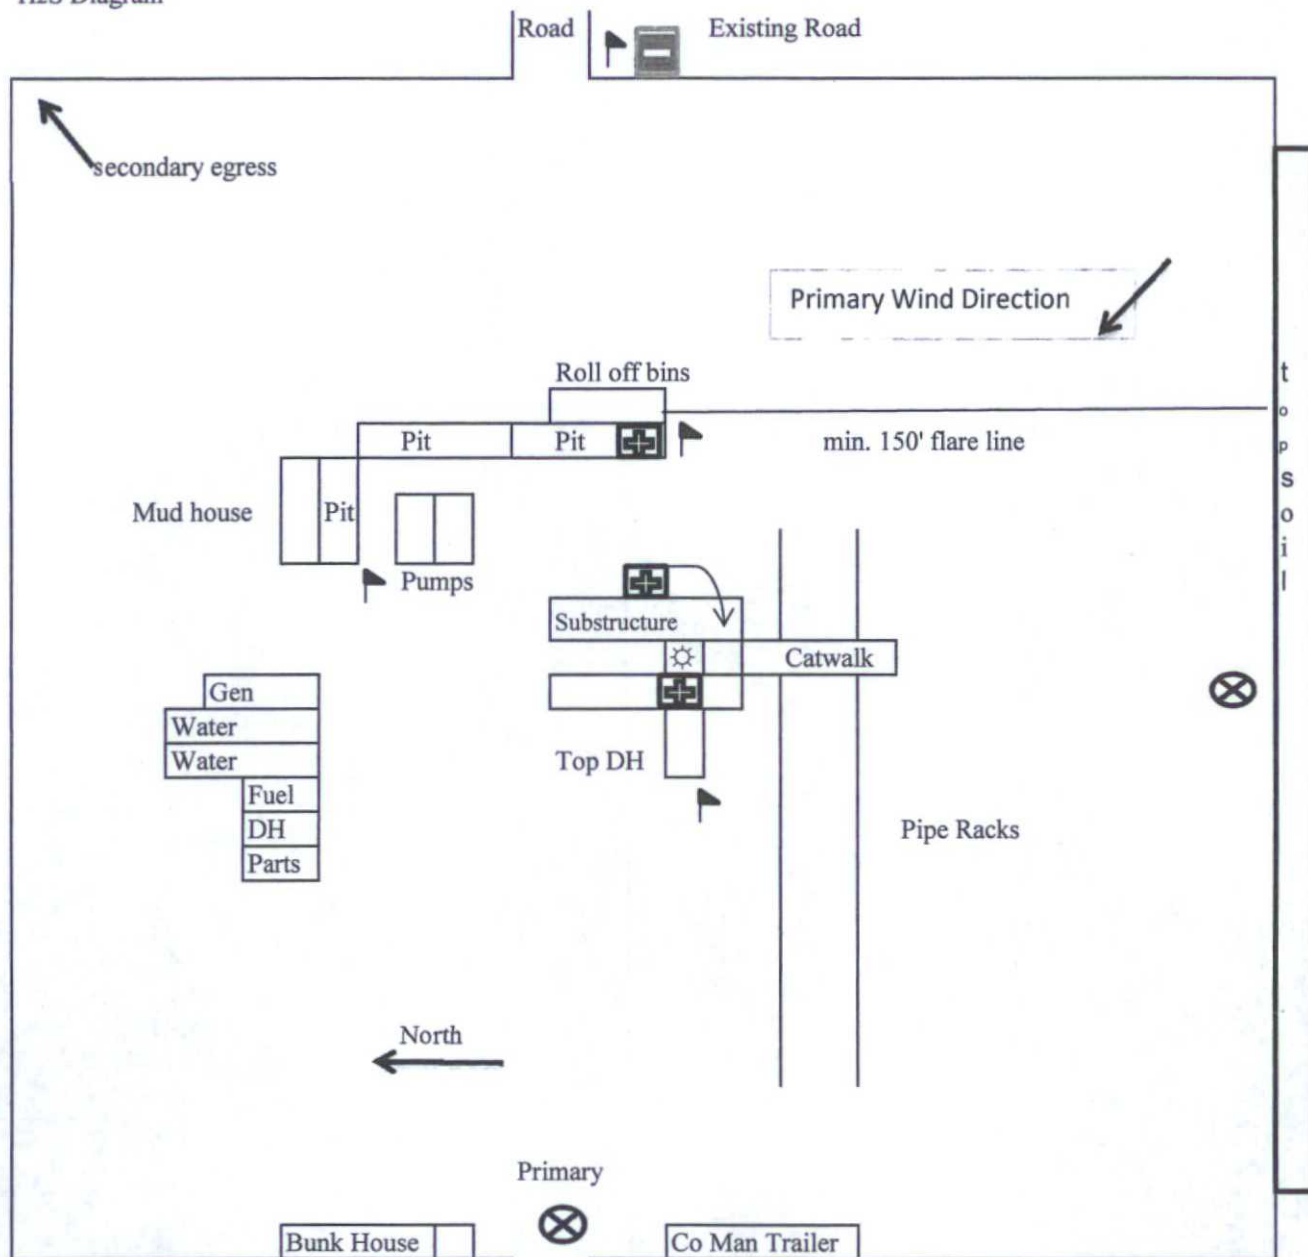 H2S Diagram
Road
Existing Road
secondary egress
Primary Wind Direction
Roll off bins
Pit
Pit
min. 150' flare line
topsoil
Mud house
Pit
Pumps
Substructure
Catwalk
Gen
Water
Water
Top DH
Fuel
DH
Pipe Racks
Parts
North
Primary
Bunk House
Co Man Trailer